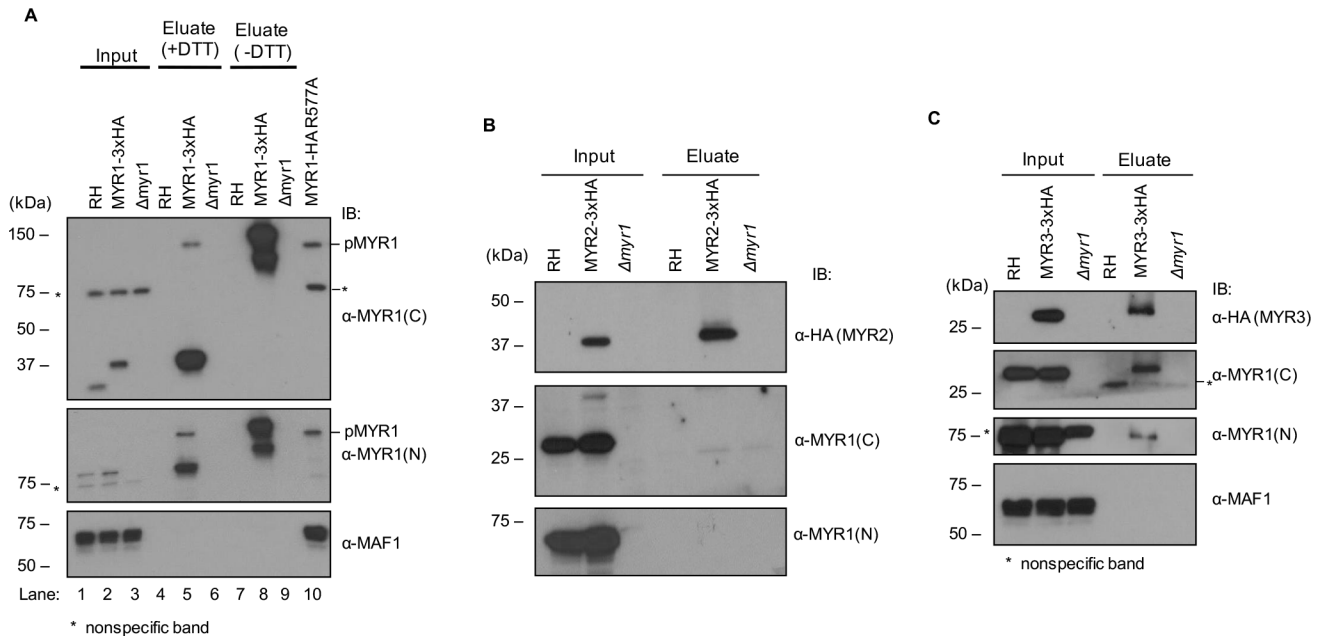 A
Input
Eluate
(+DTT)
Eluate
( -DTT)
RH
MYR1-3xHA
Δmyr1
RH
MYR1-3xHA
Δmyr1
RH
MYR1-3xHA
Δmyr1
MYR1-HA R577A
(kDa)
IB:
150 –
pMYR1
75 – *
*
α-MYR1(C)
50 –
37 –
pMYR1
α-MYR1(N)
75 –
*
75 –
α-MAF1
50 –
Lane: 1 2 3 4 5 6 7 8 9 10
* nonspecific band
B
Input
Eluate
RH
MYR2-3xHA
Δmyr1
RH
MYR2-3xHA
Δmyr1
(kDa)
IB:
50 –
37 –
α-HA (MYR2)
37 –
α-MYR1(C)
25 –
75 –
α-MYR1(N)
C
Input
Eluate
RH
MYR3-3xHA
Δmyr1
RH
MYR3-3xHA
Δmyr1
(kDa)
IB:
25 –
α-HA (MYR3)
α-MYR1(C)
*
25 –
75 – *
α-MYR1(N)
75 –
α-MAF1
50 –
* nonspecific band